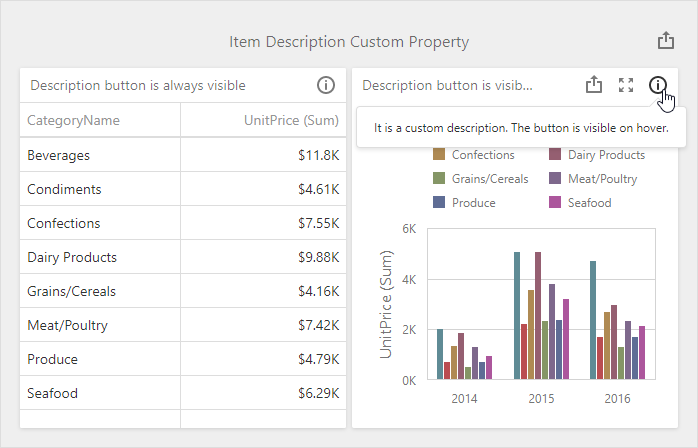 Item Description Custom Property
Description button is always visible
CategoryName UnitPrice (Sum)
Beverages $11.8K
Condiments $4.61K
Confections $7.55K
Dairy Products $9.88K
Grains/Cereals $4.16K
Meat/Poultry $7.42K
Produce $4.79K
Seafood $6.29K
Description button is visib...
It is a custom description. The button is visible on hover.
Confections Dairy Products
Grains/Cereals Meat/Poultry
Produce Seafood
UnitPrice (Sum)
6K
4K
2K
0K
2014 2015 2016